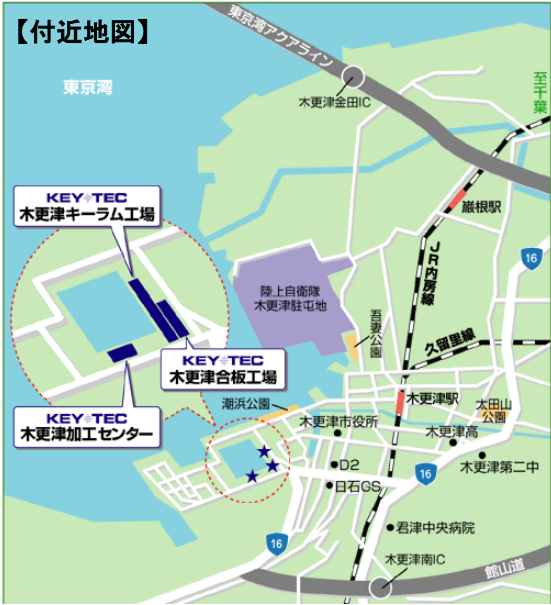 【付近地図】
東京湾アクアライン
東京湾
木更津金田IC
至千葉
KEY TEC
木更津キーラム工場
巌根駅
16
JR内房線
陸上自衛隊
木更津駐屯地
吾妻公園
久留里線
KEY TEC
木更津合板工場
潮浜公園
木更津駅
太田山
公園
KEY TEC
木更津加工センター
木更津市役所
木更津高
木更津第二中
D2
16
日石GS
君津中央病院
16
木更津南IC
館山道